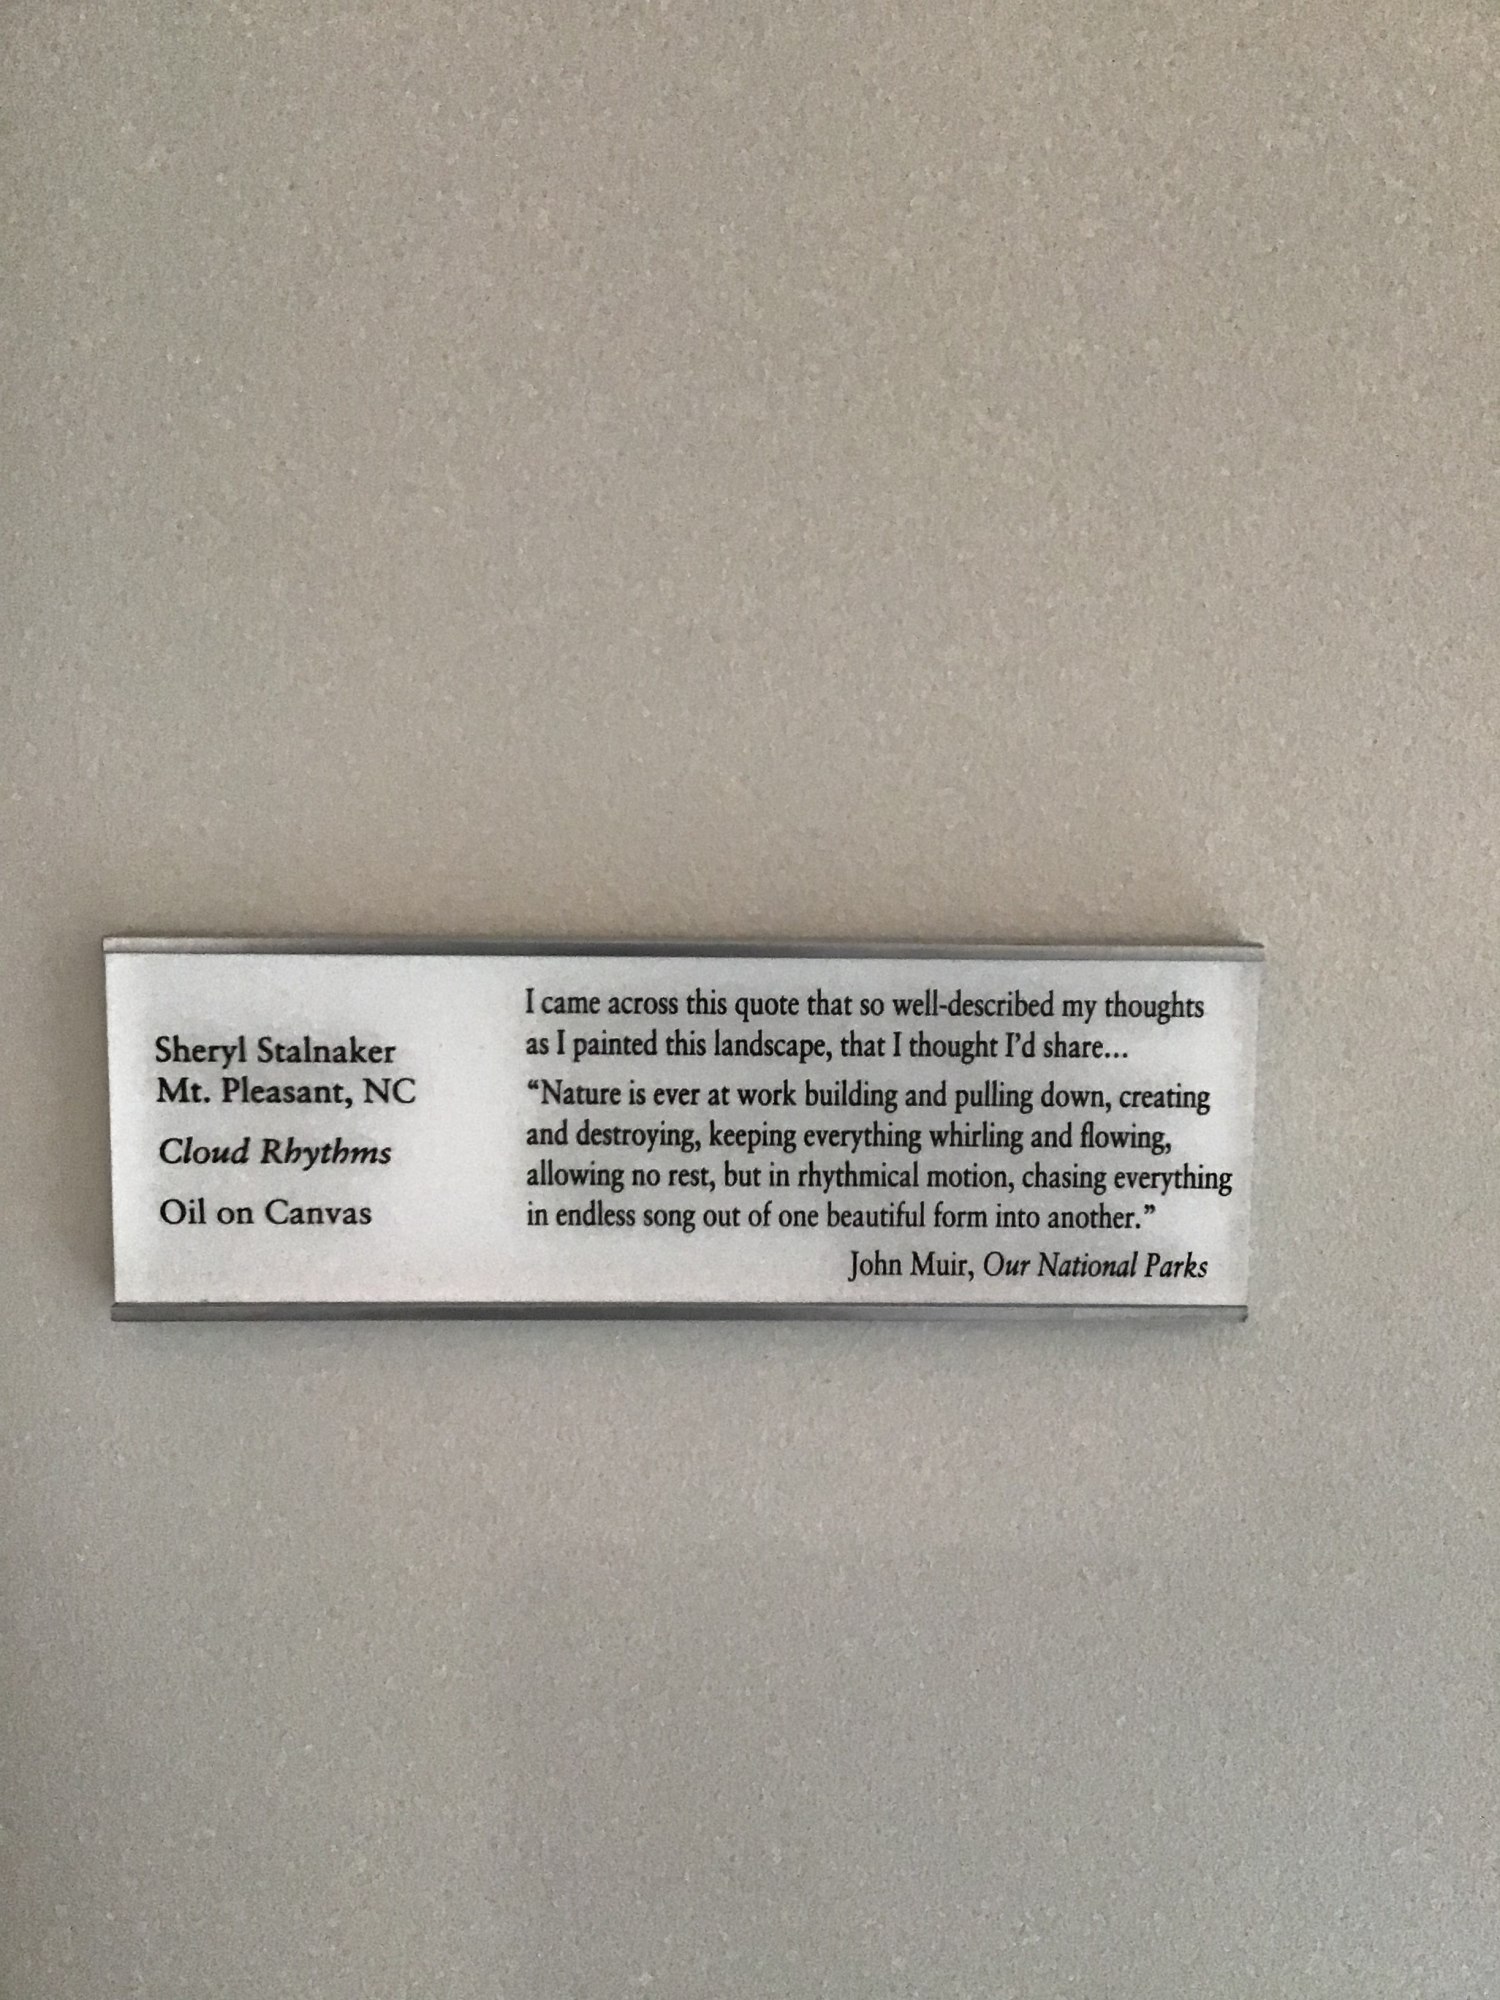 Sheryl Stalnaker
Mt. Pleasant, NC
Cloud Rhythms
Oil on Canvas
I came across this quote that so well-described my thoughts
as I painted this landscape, that I thought I'd share...
“Nature is ever at work building and pulling down, creating
and destroying, keeping everything whirling and flowing,
allowing no rest, but in rhythmical motion, chasing everything
in endless song out of one beautiful form into another.”
John Muir, Our National Parks